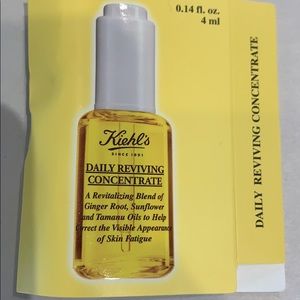 0.14 fl. oz.
4 ml
Kiehl's
SINCE 1851
DAILY REVIVING
CONCENTRATE
A Revitalizing Blend of
Ginger Root, Sunflower
and Tamanu Oils to Help
Correct the Visible Appearance
of Skin Fatigue
DAILY REVIVING CONCENTRATE